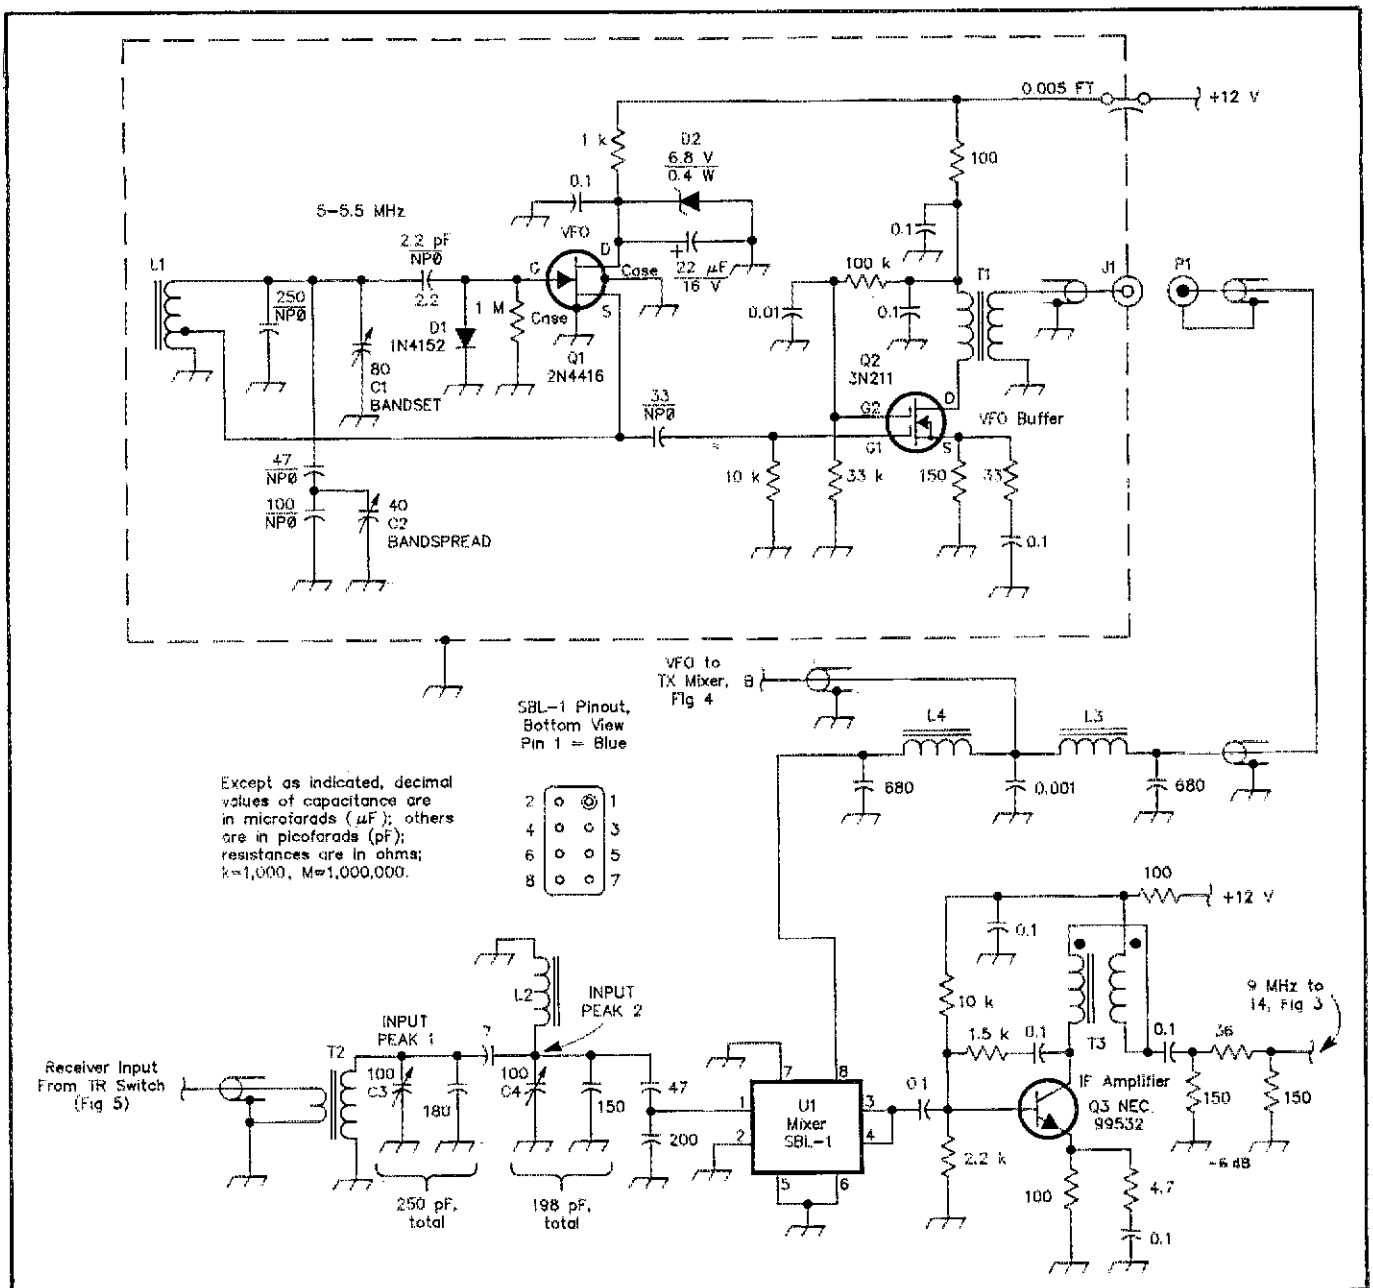 0.005 FT
+12 V
1 k
D2
6.8 V
0.4 W
100
0.1
5-5.5 MHz
VFO
0.1
2.2 pF
NPØ
D
L1
G
Case
22 µF
16 V
100 k
T1
J1
P1
250
NPØ
2.2
1 M
Case
S
0.01
0.1
D1
1N4152
Q1
2N4416
Q2
3N211
80
C1
BANDSET
D
G2
VFO Buffer
33
NPØ
G1
S
47
NPØ
10 k
33 k
150
33
100
NPØ
40
C2
BANDSPREAD
0.1
VFO to
TX Mixer,
Fig 4
B
SBL-1 Pinout,
Bottom View
Pin 1 = Blue
L4
L3
Except as indicated, decimal
values of capacitance are
in microfarads (µF); others
are in picofarads (pF);
resistances are in ohms;
k=1,000, M=1,000,000.
680
0.001
680
2
1
4
3
6
5
8
7
100
+12 V
0.1
L2
INPUT
PEAK 2
10 k
9 MHz to
14, Fig 3
INPUT
PEAK 1
1.5 k
0.1
T3
0.1
36
Receiver Input
From TR Switch
(Fig 5)
T2
?
100
C3
180
100
C4
150
47
7
8
0.1
IF Amplifier
Q3 NEC
99532
150
150
1
U1
Mixer
SBL-1
3
2
4
200
2.2 k
-6 dB
5
6
100
4.7
250 pF,
total
198 pF,
total
0.1